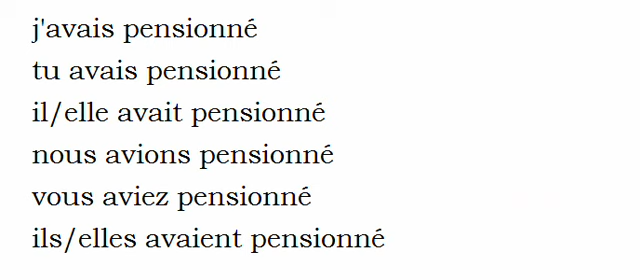 j'avais pensionné
tu avais pensionné
il/elle avait pensionné
nous avions pensionné
vous aviez pensionné
ils/elles avaient pensionné